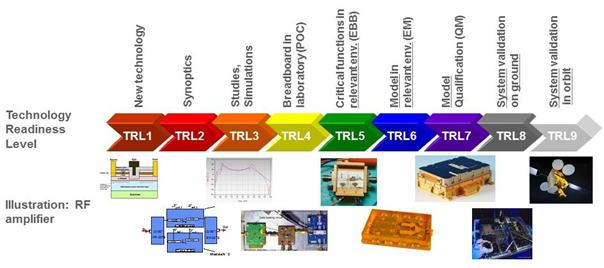 New technology
Synoptics
Studies,
Simulations
Breadboard in
laboratory (POC)
Critical functions in
relevant env. (EBB)
Model in
relevant env. (EM)
Model
Qualification (QM)
System validation
on ground
System validation
in orbit
Technology
Readiness
Level
TRL1
TRL2
TRL3
TRL4
TRL5
TRL6
TRL7
TRL8
TRL9
Illustration: RF
amplifier